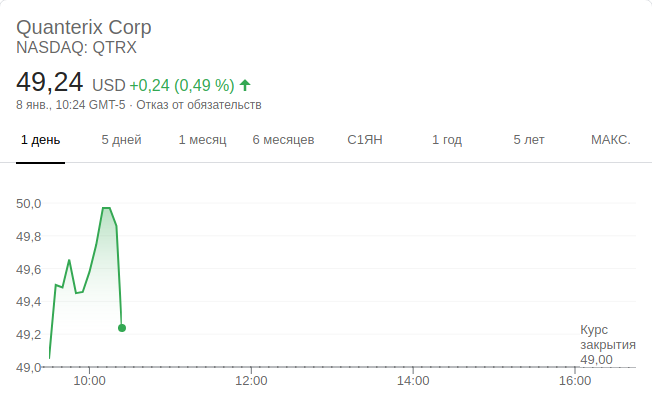 Quanterix Corp
NASDAQ: QTRX
49,24 USD +0,24 (0,49 %)
8 янв., 10:24 GMT-5 · Отказ от обязательств
1 день 5 дней 1 месяц 6 месяцев С1ЯН 1 год 5 лет МАКС.
50,0
49,8
49,6
49,4
49,2
49,0
Курс
закрытия
49,00
10:00 12:00 14:00 16:00